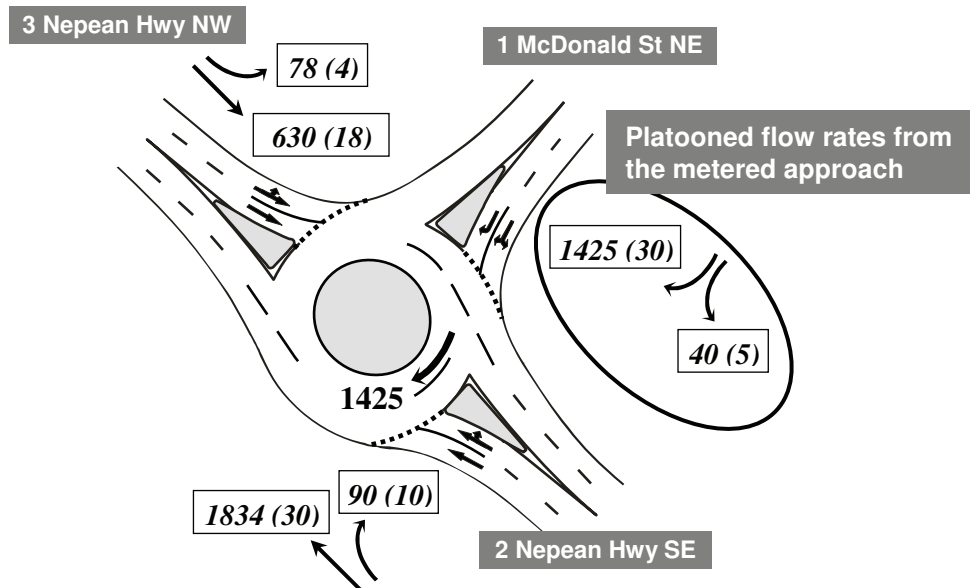 3 Nepean Hwy NW
78 (4)
630 (18)
1 McDonald St NE
Platooned flow rates from
the metered approach
1425 (30)
40 (5)
1425
90 (10)
1834 (30)
2 Nepean Hwy SE